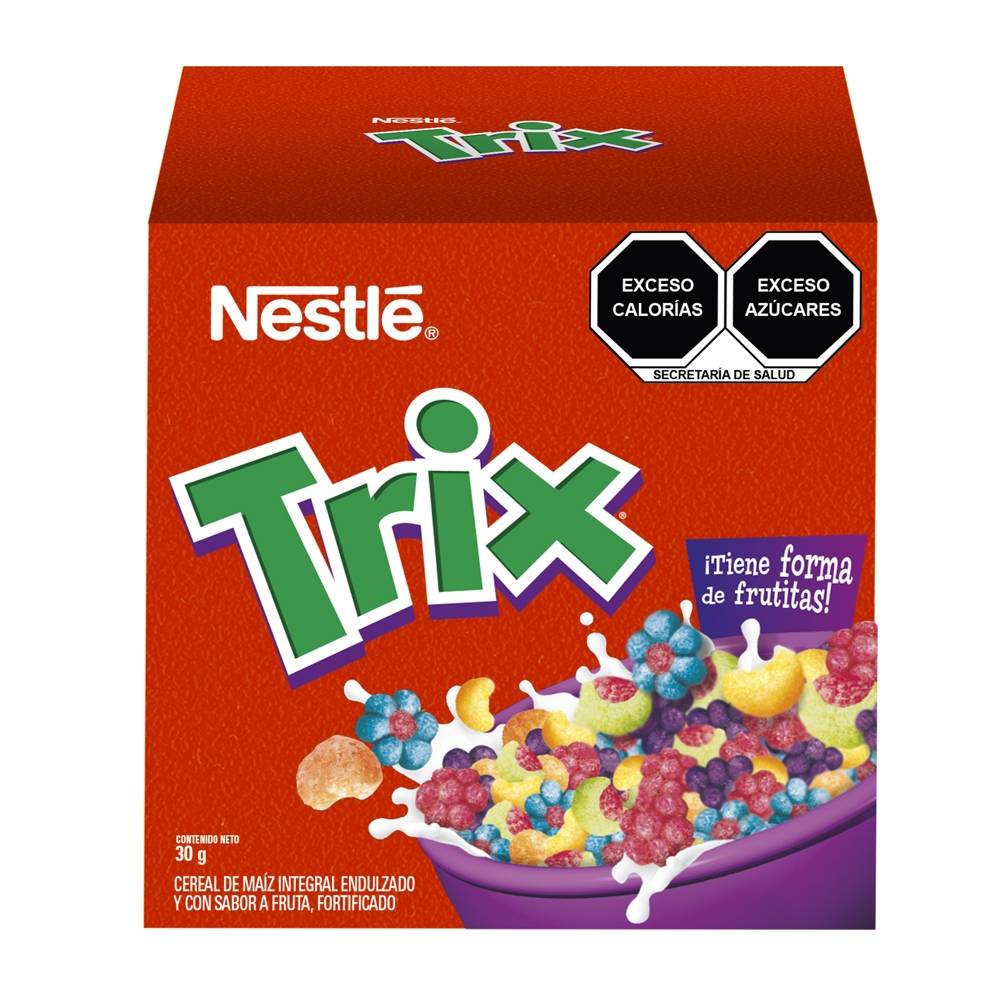 Nestlé
Trix
Nestlé®
EXCESO
CALORÍAS
EXCESO
AZÚCARES
SECRETARÍA DE SALUD
Trix®
¡Tiene forma
de frutitas!
CONTENIDO NETO
30 g
CEREAL DE MAÍZ INTEGRAL ENDULZADO
Y CON SABOR A FRUTA, FORTIFICADO